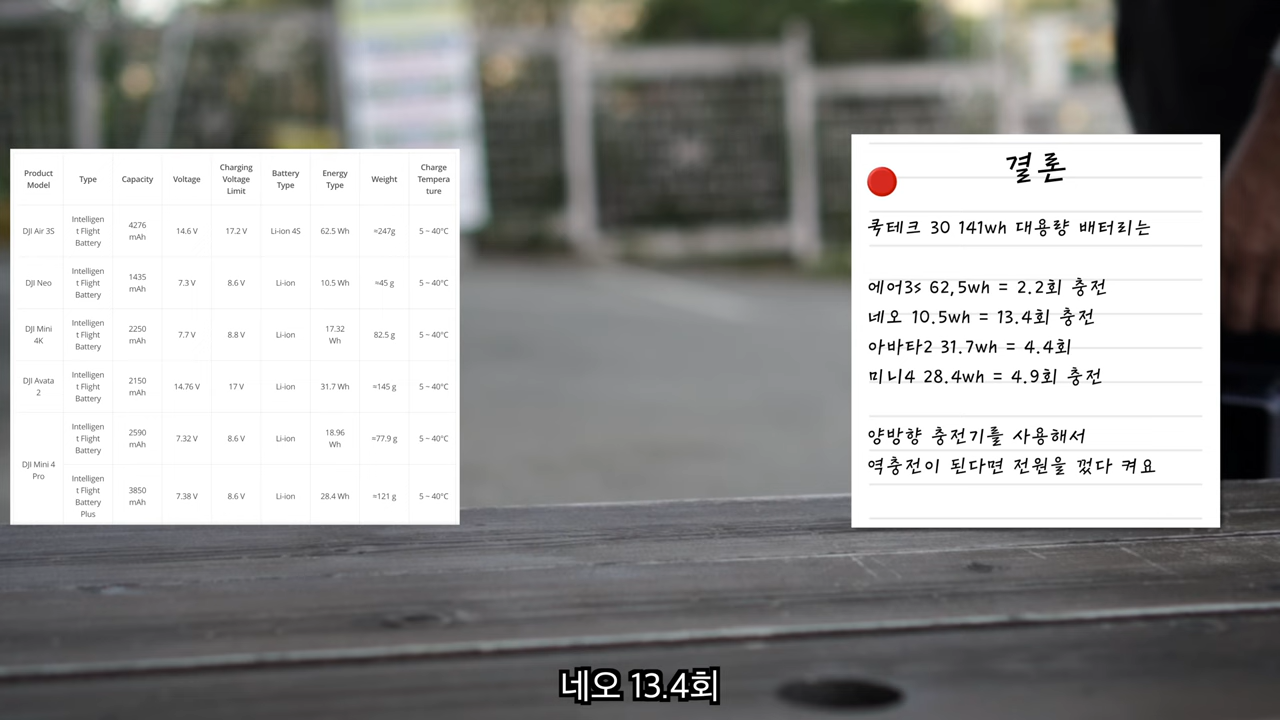 Product Model Type Capacity Voltage Charging Voltage Limit Battery Type Energy Type Weight Charge Tempera ture
DJI Air 3S Intelligen t Flight Battery 4276 mAh 14.6 V 17.2 V Li-ion 4S 62.5 Wh ≈247g 5 ~ 40°C
DJI Neo Intelligen t Flight Battery 1435 mAh 7.3 V 8.6 V Li-ion 10.5 Wh ≈45 g 5 ~ 40°C
DJI Mini 4K Intelligen t Flight Battery 2250 mAh 7.7 V 8.8 V Li-ion 17.32 Wh 82.5 g 5 ~ 40°C
DJI Avata 2 Intelligen t Flight Battery 2150 mAh 14.76 V 17 V Li-ion 31.7 Wh ≈145 g 5 ~ 40°C
DJI Mini 4 Pro Intelligen t Flight Battery 2590 mAh 7.32 V 8.6 V Li-ion 18.96 Wh ≈77.9 g 5 ~ 40°C
Intelligen t Flight Battery Plus 3850 mAh 7.38 V 8.6 V Li-ion 28.4 Wh ≈121 g 5 ~ 40°C
결론
쿡테크 30 141wh 대용량 배터리는
에어3s 62,5wh = 2.2회 충전
네오 10.5wh = 13.4회 충전
아바타2 31.7wh = 4.4회
미니4 28.4wh = 4.9회 충전
양방향 충전기를 사용해서
역충전이 된다면 전원을 껐다 켜요
네오 13.4회